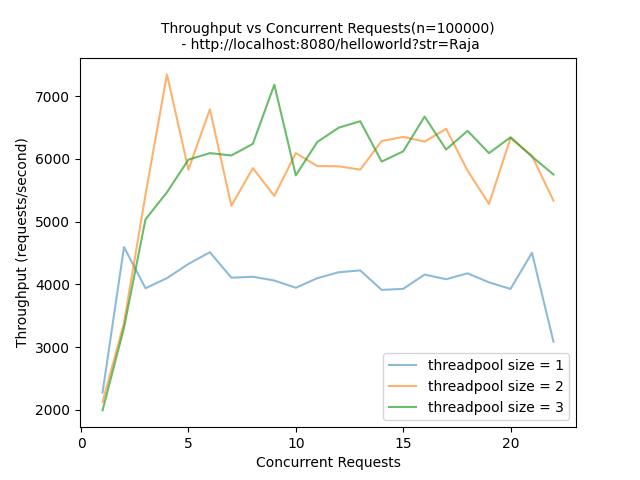 Throughput vs Concurrent Requests(n=100000)
- http://localhost:8080/helloworld?str=Raja
Throughput (requests/second)
7000
6000
5000
4000
3000
2000
threadpool size = 1
threadpool size = 2
threadpool size = 3
0 5 10 15 20
Concurrent Requests